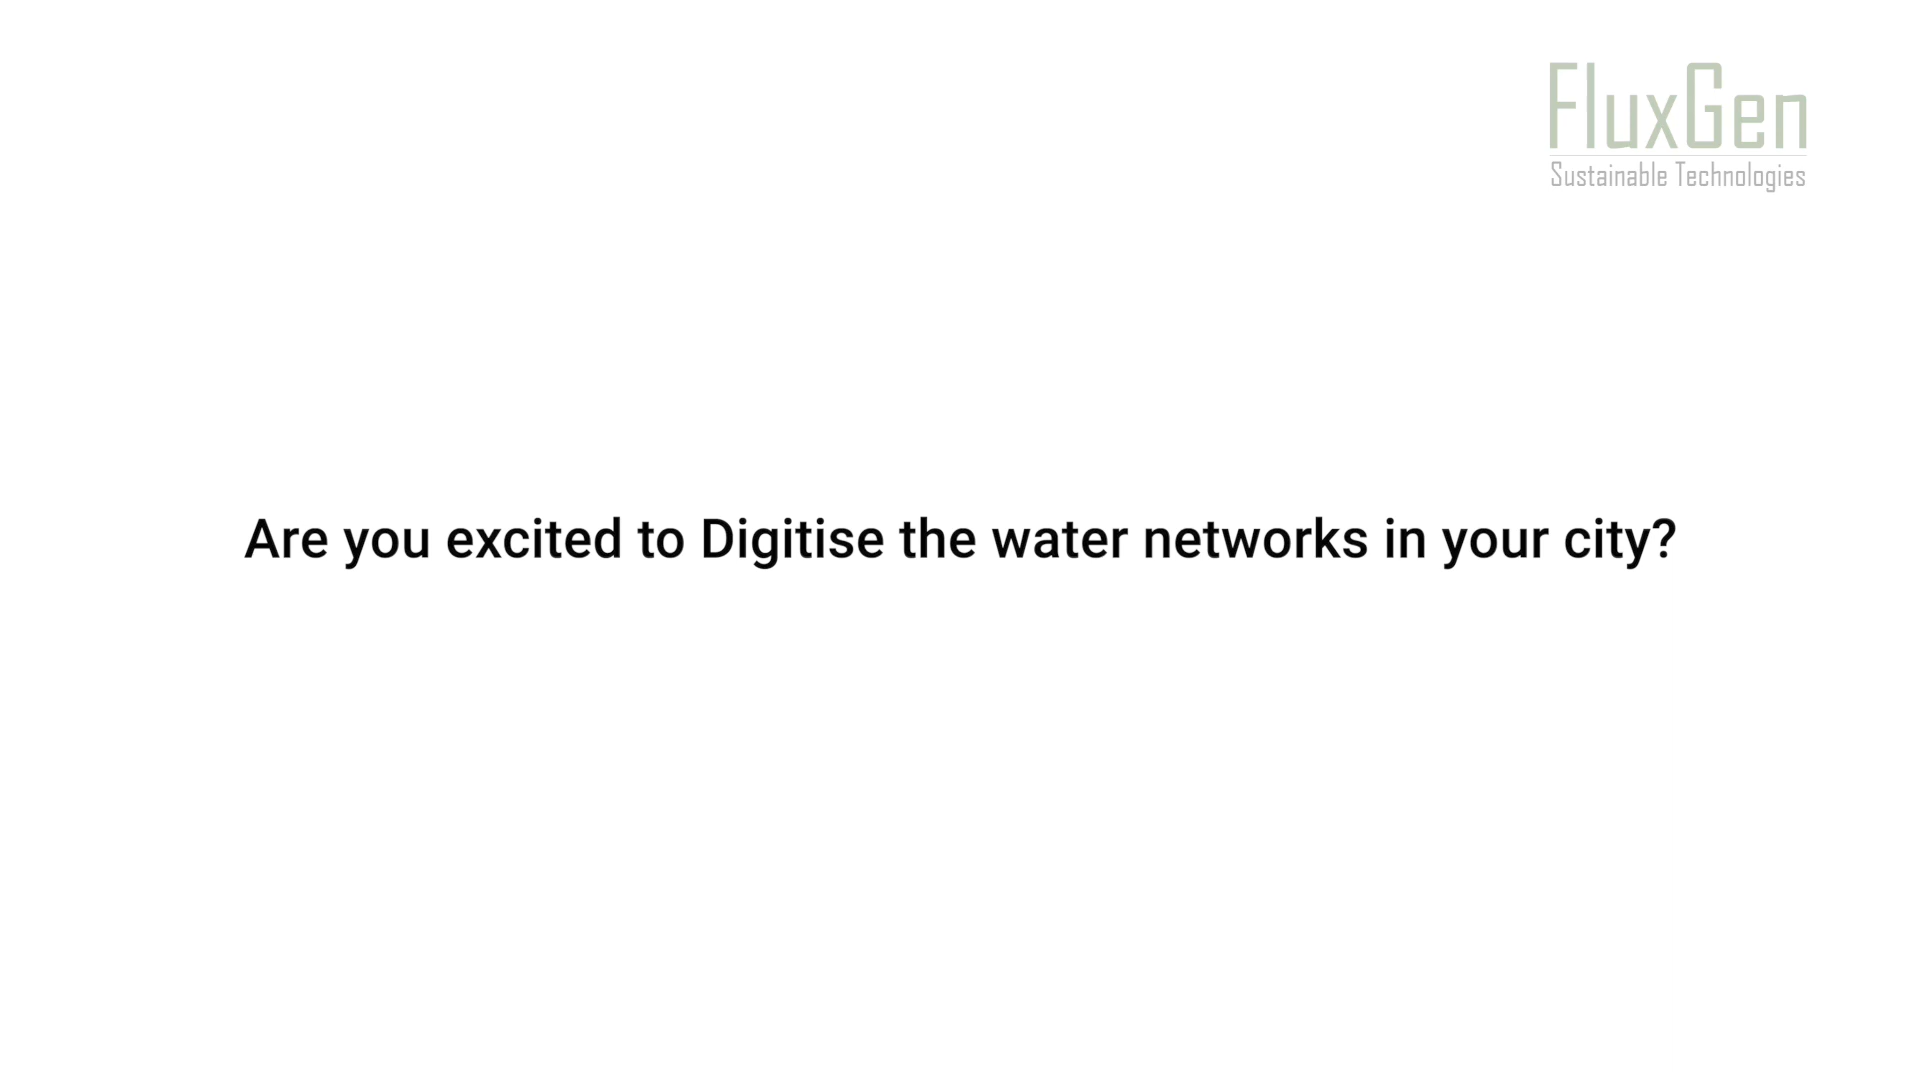 FluxGen
Sustainable Technologies
Are you excited to Digitise the water networks in your city?